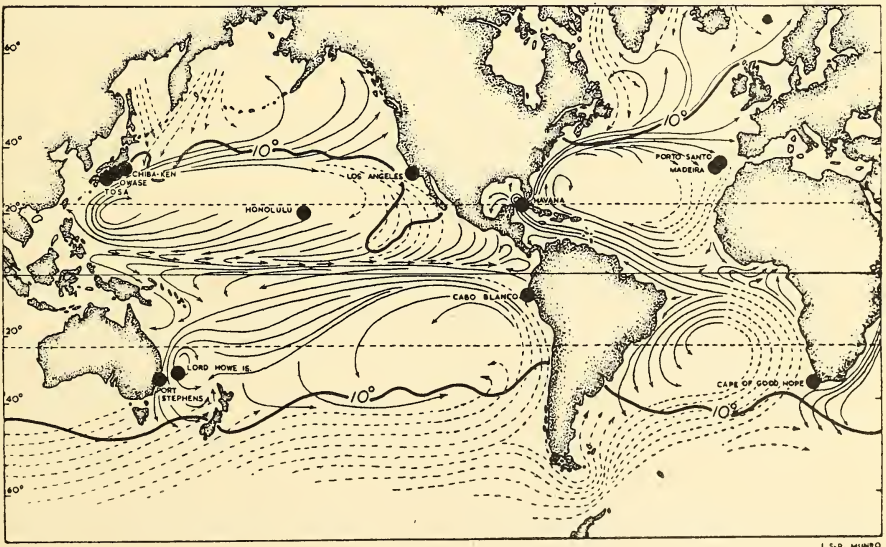 60°
10°
40°
CHIBA-KEN
OWASE
TOSA
10°
LOS ANGELES
PORTO SANTO
MADEIRA
20°
HONOLULU
HAVANA
0°
CABO BLANCO
20°
LORD HOWE IS.
PORT
STEPHENS
CAPE OF GOOD HOPE
40°
10°
10°
60°
I.S.R. MUNRO